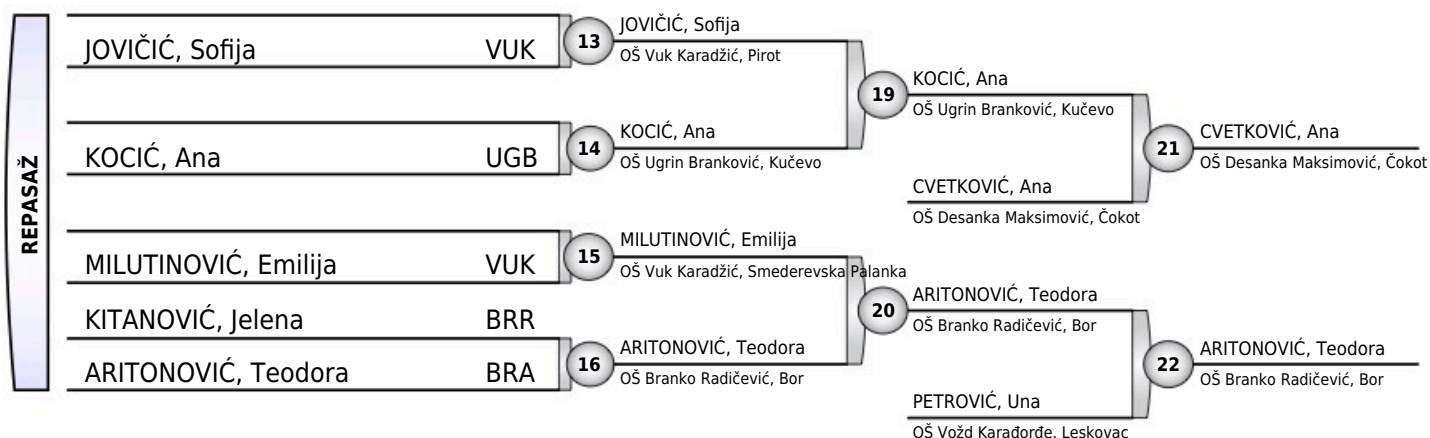 REPASAŽ
JOVIČIĆ, Sofija VUK
KOCIĆ, Ana UGB
MILUTINOVIĆ, Emilija VUK
KITANOVIĆ, Jelena BRR
ARITONOVIĆ, Teodora BRA
13
JOVIČIĆ, Sofija
OŠ Vuk Karadžić, Pirot
14
KOCIĆ, Ana
OŠ Ugrin Branković, Kučevo
15
MILUTINOVIĆ, Emilija
OŠ Vuk Karadžić, Smederevska Palanka
16
ARITONOVIĆ, Teodora
OŠ Branko Radičević, Bor
19
KOCIĆ, Ana
OŠ Ugrin Branković, Kučevo
CVETKOVIĆ, Ana
OŠ Desanka Maksimović, Čokot
20
ARITONOVIĆ, Teodora
OŠ Branko Radičević, Bor
PETROVIĆ, Una
OŠ Vožd Karađorđe, Leskovac
21
CVETKOVIĆ, Ana
OŠ Desanka Maksimović, Čokot
22
ARITONOVIĆ, Teodora
OŠ Branko Radičević, Bor